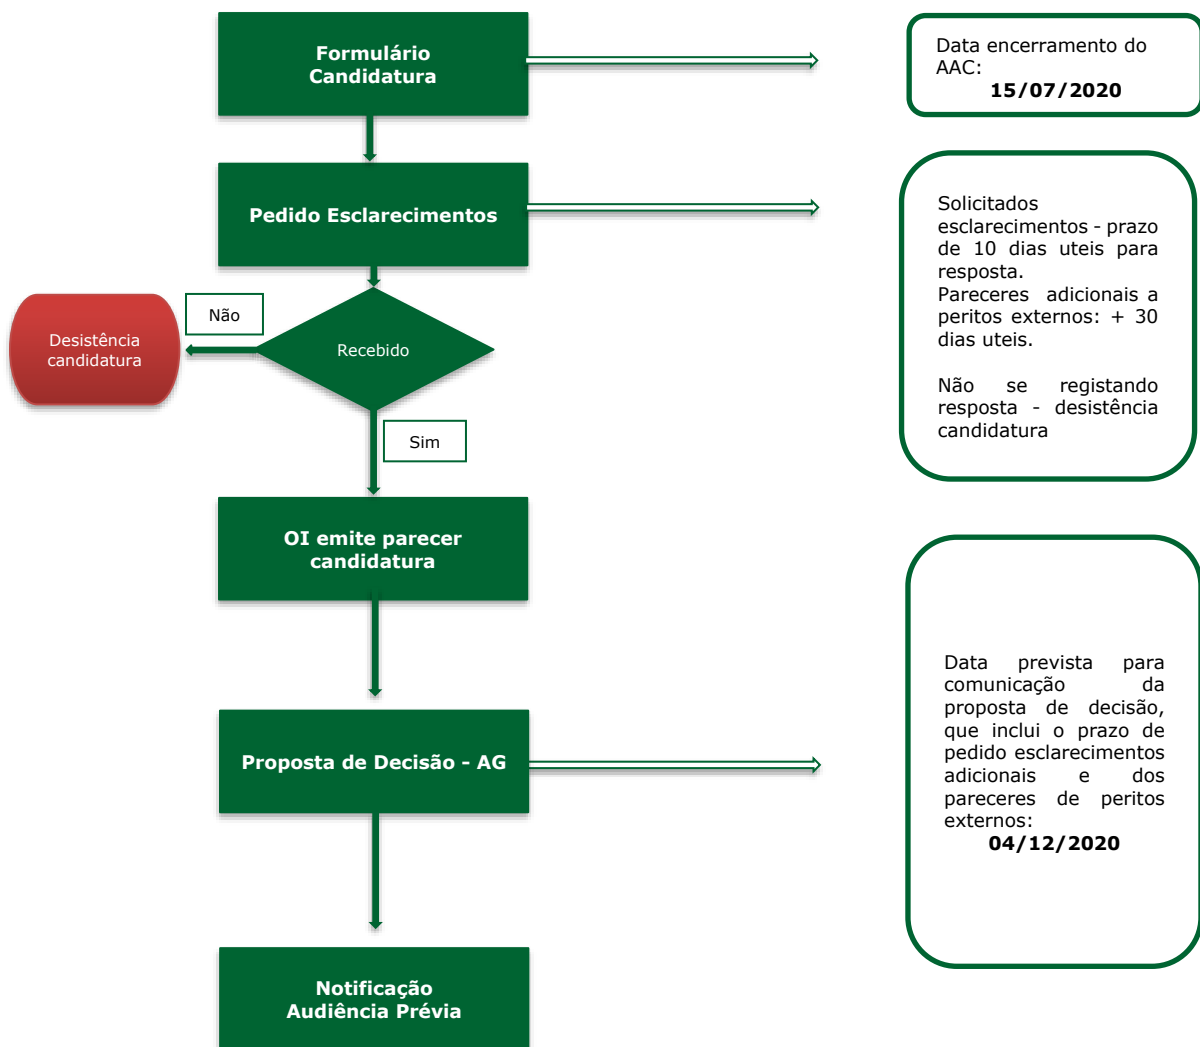 Formulário
Candidatura
Data encerramento do
AAC:
15/07/2020
Pedido Esclarecimentos
Solicitados
esclarecimentos - prazo
de 10 dias uteis para
resposta.
Pareceres adicionais a
peritos externos: + 30
dias uteis.
Não se registando
resposta - desistência
candidatura
Não
Desistência
candidatura
Recebido
Sim
OI emite parecer
candidatura
Proposta de Decisão - AG
Data prevista para
comunicação da
proposta de decisão,
que inclui o prazo de
pedido esclarecimentos
adicionais e dos
pareceres de peritos
externos:
04/12/2020
Notificação
Audiência Prévia